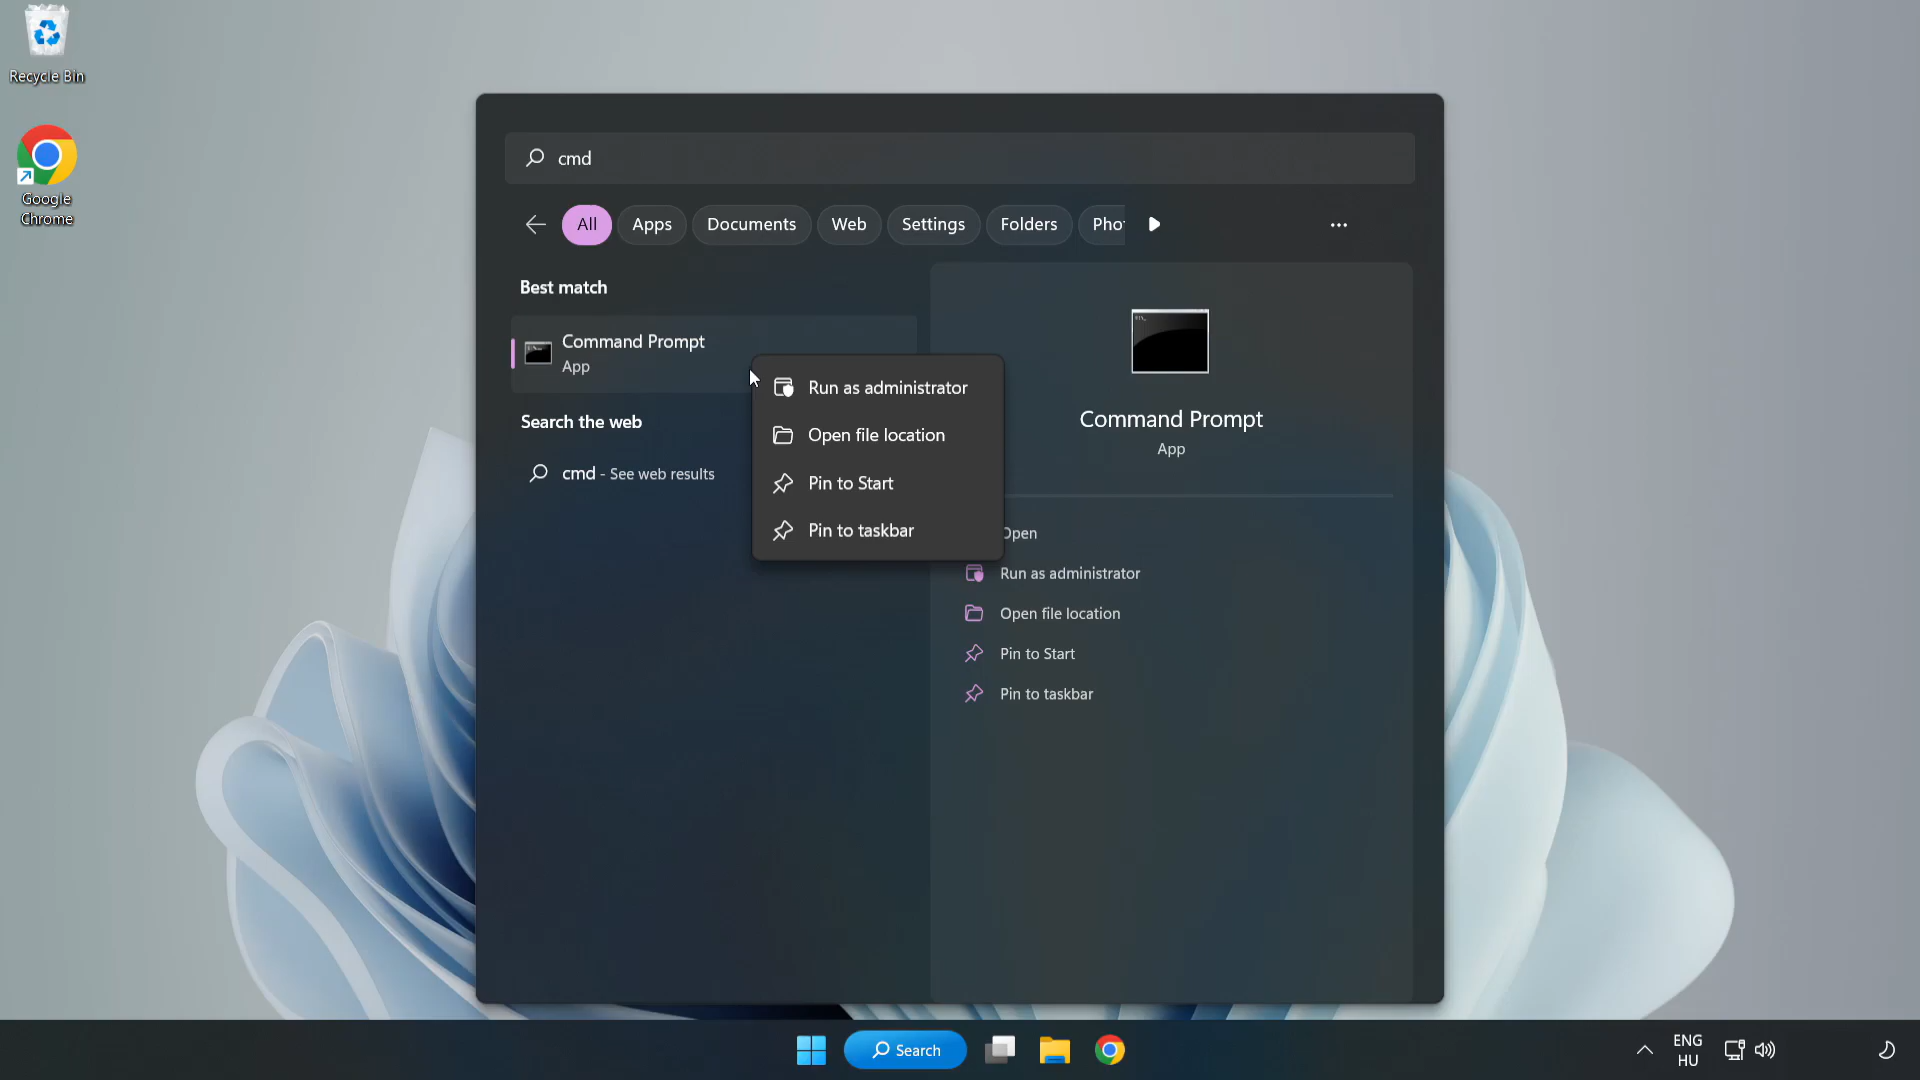 Recycle Bin
Google
Chrome
cmd
All Apps Documents Web Settings Folders
Best match
Command Prompt
App
Search the web
cmd - See web results
Run as administrator
Open file location
Pin to Start
Pin to taskbar
Command Prompt
App
Open
Run as administrator
Open file location
Pin to Start
Pin to taskbar
Search
ENG
HU